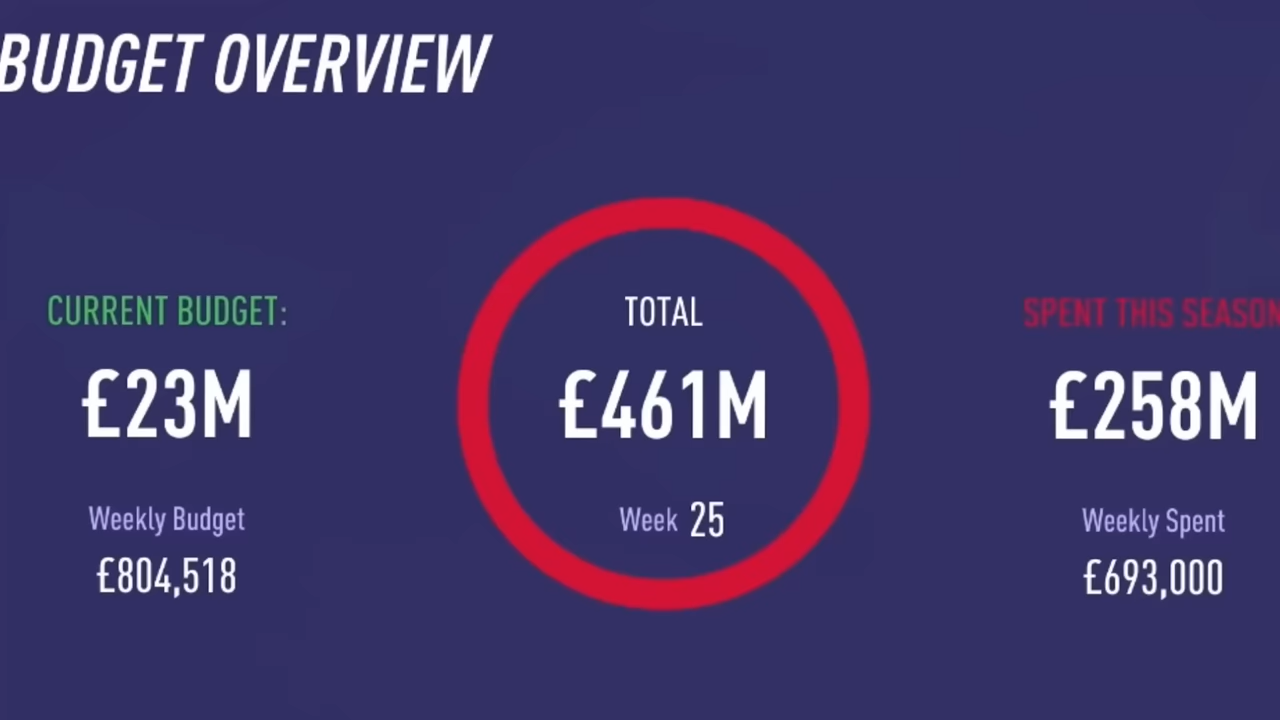 BUDGET OVERVIEW
CURRENT BUDGET:
£23M
Weekly Budget
£804,518
TOTAL
£461M
Week 25
SPENT THIS SEASON
£258M
Weekly Spent
£693,000